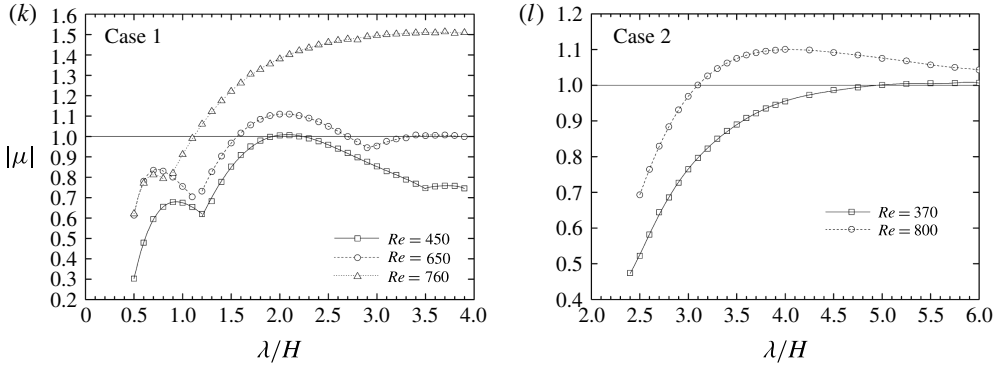 (k)
Case 1
1.6
1.5
1.4
1.3
1.2
1.1
1.0
0.9
0.8
0.7
0.6
0.5
0.4
0.3
0.2
|μ|
Re = 450
Re = 650
Re = 760
0 0.5 1.0 1.5 2.0 2.5 3.0 3.5 4.0
λ/H
(l)
Case 2
1.2
1.1
1.0
0.9
0.8
0.7
0.6
0.5
0.4
Re = 370
Re = 800
2.0 2.5 3.0 3.5 4.0 4.5 5.0 5.5 6.0
λ/H